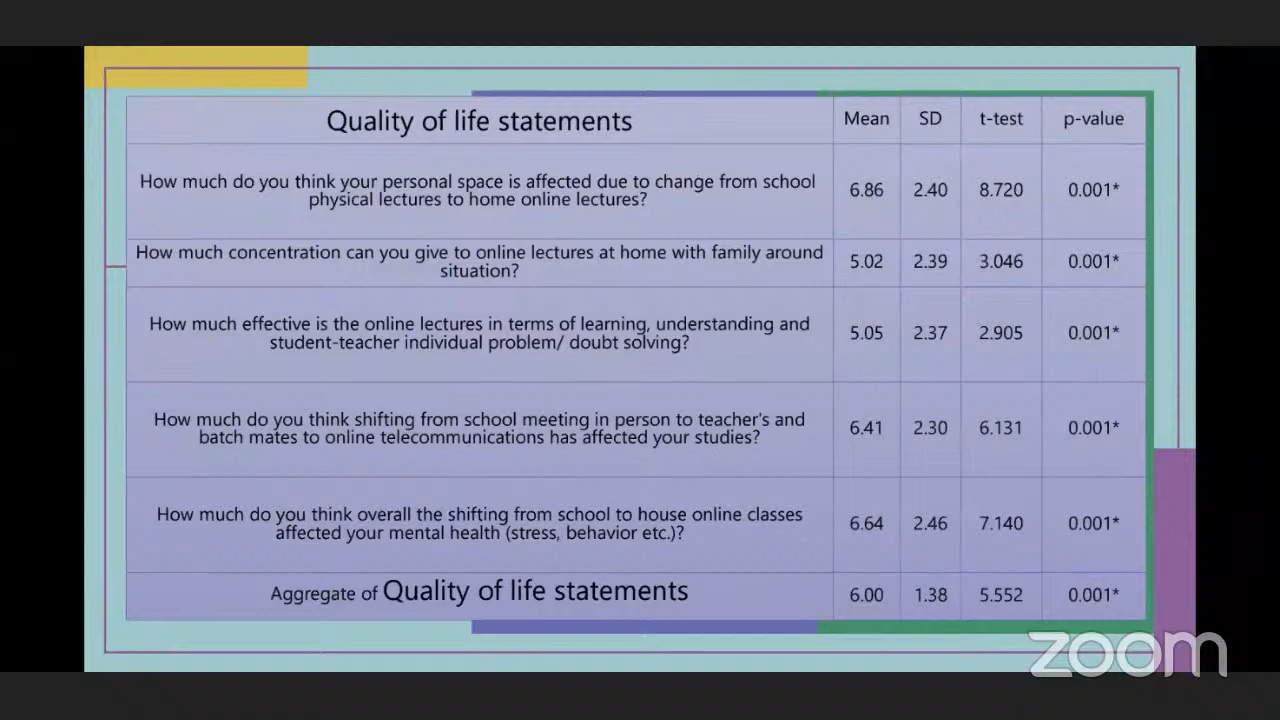 Quality of life statements Mean SD t-test p-value
How much do you think your personal space is affected due to change from school
physical lectures to home online lectures?
6.86 2.40 8.720 0.001*
How much concentration can you give to online lectures at home with family around
situation?
5.02 2.39 3.046 0.001*
How much effective is the online lectures in terms of learning, understanding and
student-teacher individual problem/ doubt solving?
5.05 2.37 2.905 0.001*
How much do you think shifting from school meeting in person to teacher's and
batch mates to online telecommunications has affected your studies?
6.41 2.30 6.131 0.001*
How much do you think overall the shifting from school to house online classes
affected your mental health (stress, behavior etc.)?
6.64 2.46 7.140 0.001*
Aggregate of Quality of life statements 6.00 1.38 5.552 0.001*
zoom